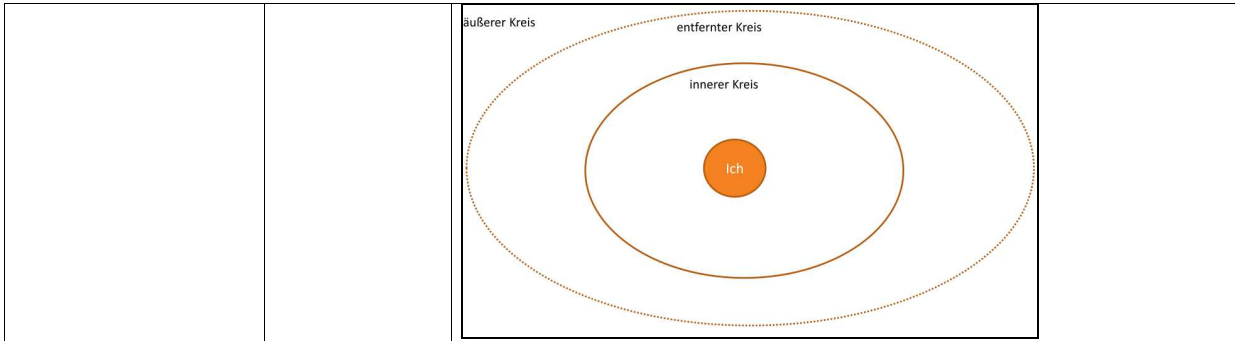 äußerer Kreis
entfernter Kreis
innerer Kreis
Ich